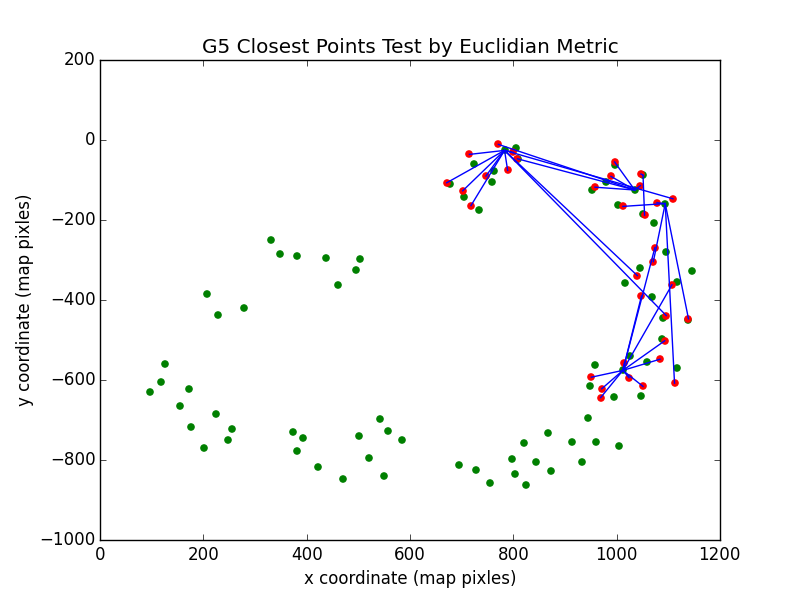 G5 Closest Points Test by Euclidian Metric
200
0
−200
−400
−600
−800
−1000
0 200 400 600 800 1000 1200
x coordinate (map pixles)
y coordinate (map pixles)